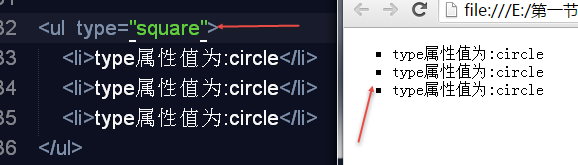 32 <ul type="square">
33 <li>type属性值为:circle</li>
34 <li>type属性值为:circle</li>
35 <li>type属性值为:circle</li>
36 </ul>
file:///E:/第一节
type属性值为:circle
type属性值为:circle
type属性值为:circle